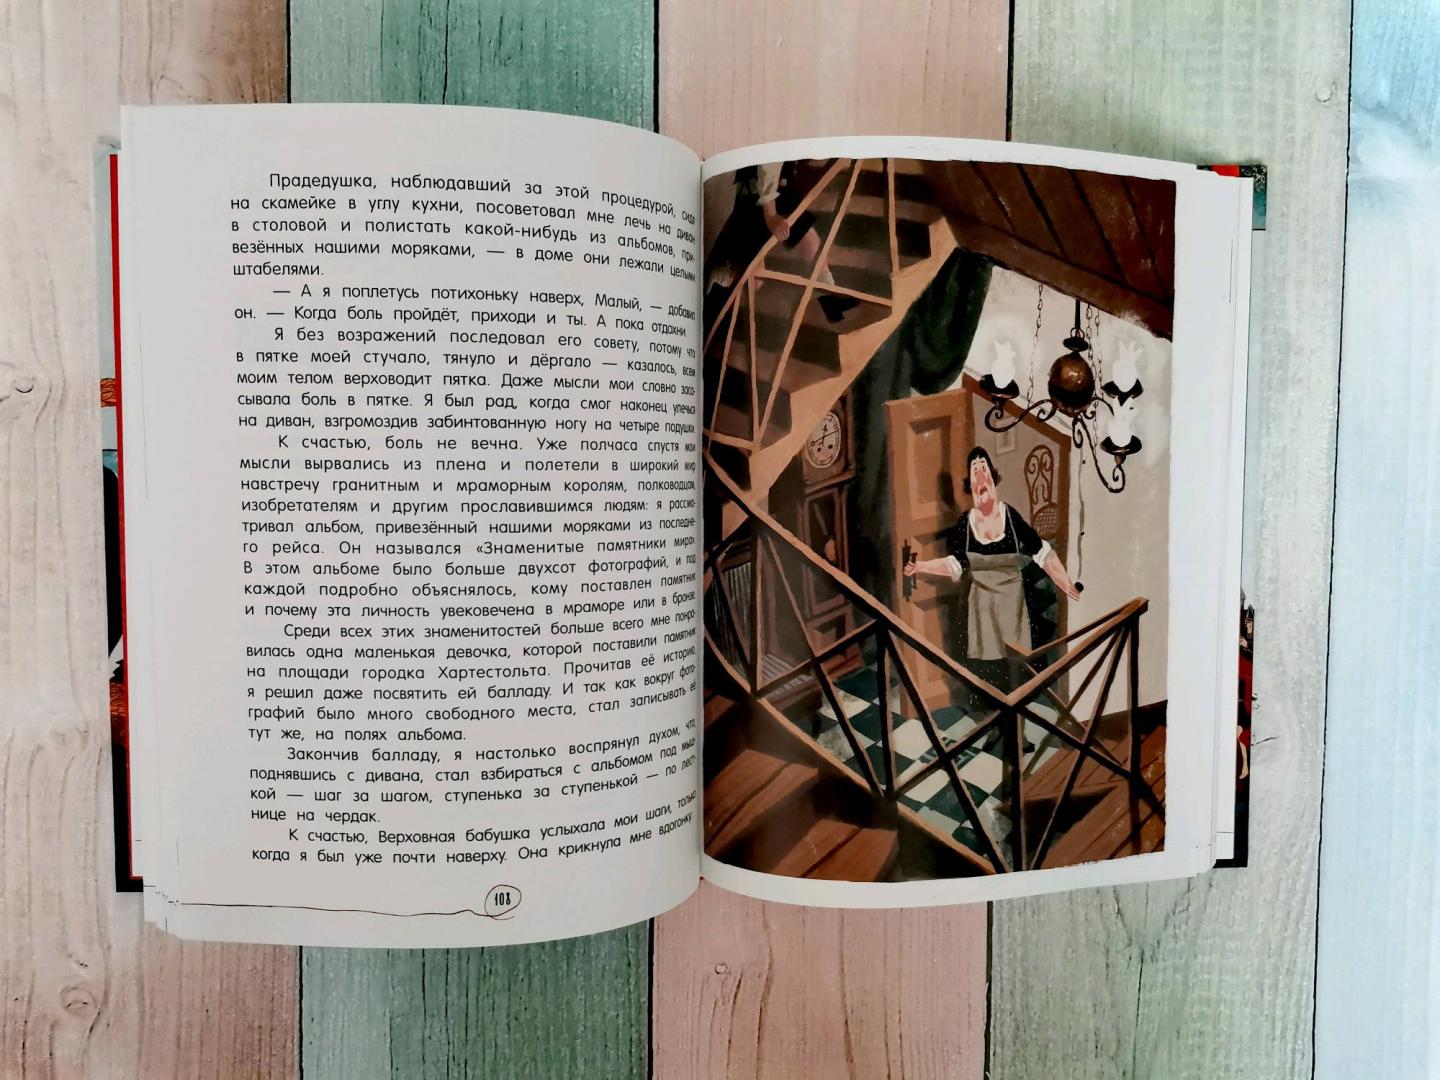 Прадедушка, наблюдавший за этой процедурой, сидя
на скамейке в углу кухни, посоветовал мне лечь на диван
в столовой и полистать какой-нибудь из альбомов, при-
везённых нашими моряками, — в доме они лежали целыми
штабелями.
— А я поплетусь потихоньку наверх, Малый, — добавил
он. — Когда боль пройдёт, приходи и ты. А пока отдохни.
Я без возражений последовал его совету, потому что
в пятке моей стучало, тянуло и дёргало — казалось, всем
моим телом верховодит пятка. Даже мысли мои словно заса-
сывала боль в пятке. Я был рад, когда смог наконец улечься
на диван, взгромоздив забинтованную ногу на четыре подушки.
К счастью, боль не вечна. Уже полчаса спустя мои
мысли вырвались из плена и полетели в широкий мир
навстречу гранитным и мраморным королям, полководцам,
изобретателям и другим прославившимся людям: я рассма-
тривал альбом, привезённый нашими моряками из последне-
го рейса. Он назывался «Знаменитые памятники мира».
В этом альбоме было больше двухсот фотографий, и под
каждой подробно объяснялось, кому поставлен памятник
и почему эта личность увековечена в мраморе или в бронзе.
Среди всех этих знаменитостей больше всего мне понра-
вилась одна маленькая девочка, которой поставили памятник
на площади городка Хартестольта. Прочитав её историю,
я решил даже посвятить ей балладу. И так как вокруг фото-
графий было много свободного места, стал записывать её
тут же, на полях альбома.
Закончив балладу, я настолько воспрянул духом, что,
поднявшись с дивана, стал взбираться с альбомом под мыш-
кой — шаг за шагом, ступенька за ступенькой — по лест-
нице на чердак.
К счастью, Верховная бабушка услыхала мои шаги, только
когда я был уже почти наверху. Она крикнула мне вдогонку:
108